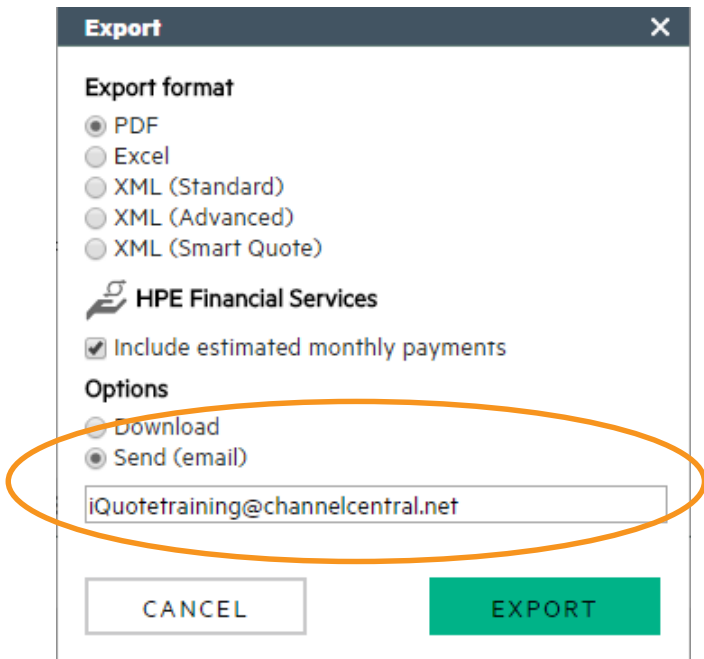 Export
Export format
PDF
Excel
XML (Standard)
XML (Advanced)
XML (Smart Quote)
HPE Financial Services
Include estimated monthly payments
Options
Download
Send (email)
iQuotetraining@channelcentral.net
CANCEL EXPORT